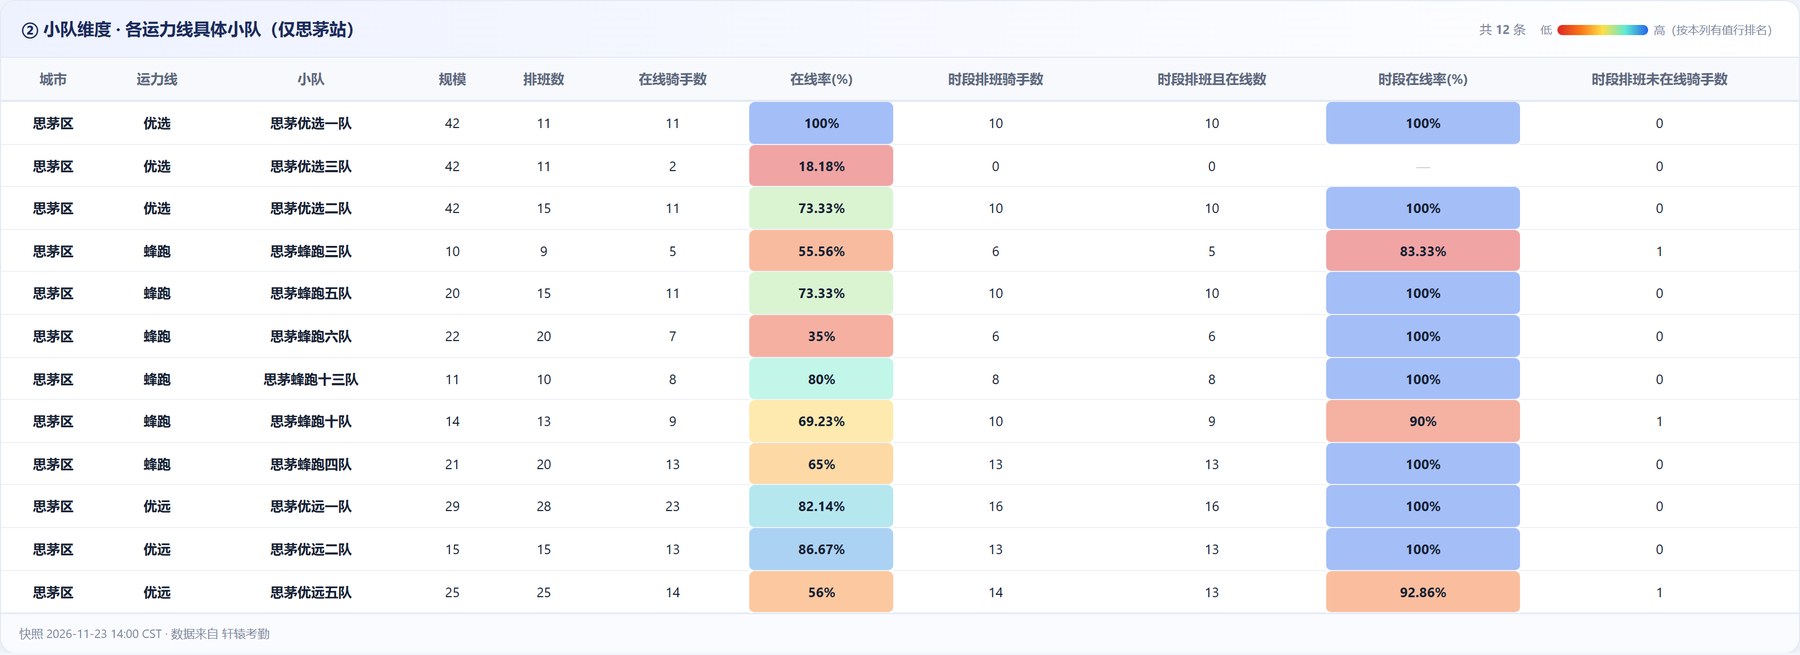 ② 小队维度 · 各运力线具体小队（仅思茅站）
共 12 条 低 高 (按本列有值行排名)
城市 运力线 小队 规模 排班数 在线骑手数 在线率(%) 时段排班骑手数 时段排班且在线数 时段在线率(%) 时段排班未在线骑手数
思茅区 优选 思茅优选一队 42 11 11 100% 10 10 100% 0
思茅区 优选 思茅优选三队 42 11 2 18.18% 0 0 — 0
思茅区 优选 思茅优选二队 42 15 11 73.33% 10 10 100% 0
思茅区 蜂跑 思茅蜂跑三队 10 9 5 55.56% 6 5 83.33% 1
思茅区 蜂跑 思茅蜂跑五队 20 15 11 73.33% 10 10 100% 0
思茅区 蜂跑 思茅蜂跑六队 22 20 7 35% 6 6 100% 0
思茅区 蜂跑 思茅蜂跑十三队 11 10 8 80% 8 8 100% 0
思茅区 蜂跑 思茅蜂跑十队 14 13 9 69.23% 10 9 90% 1
思茅区 蜂跑 思茅蜂跑四队 21 20 13 65% 13 13 100% 0
思茅区 优远 思茅优远一队 29 28 23 82.14% 16 16 100% 0
思茅区 优远 思茅优远二队 15 15 13 86.67% 13 13 100% 0
思茅区 优远 思茅优远五队 25 25 14 56% 14 13 92.86% 1
快照 2026-11-23 14:00 CST · 数据来自 轩辕考勤